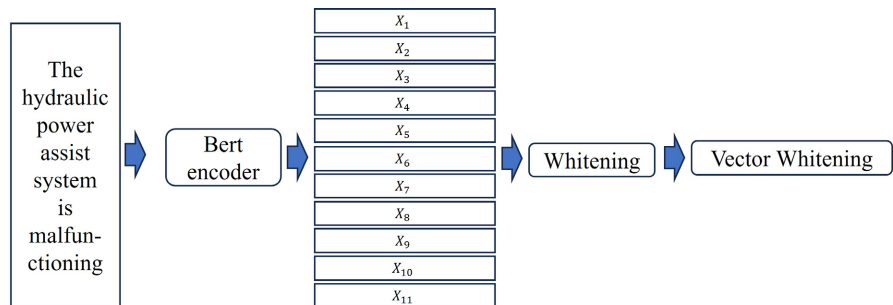 The
hydraulic
power
assist
system
is
malfun-
ctioning
Bert
encoder
X₁
X₂
X₃
X₄
X₅
X₆
X₇
X₈
X₉
X₁₀
X₁₁
Whitening
Vector Whitening